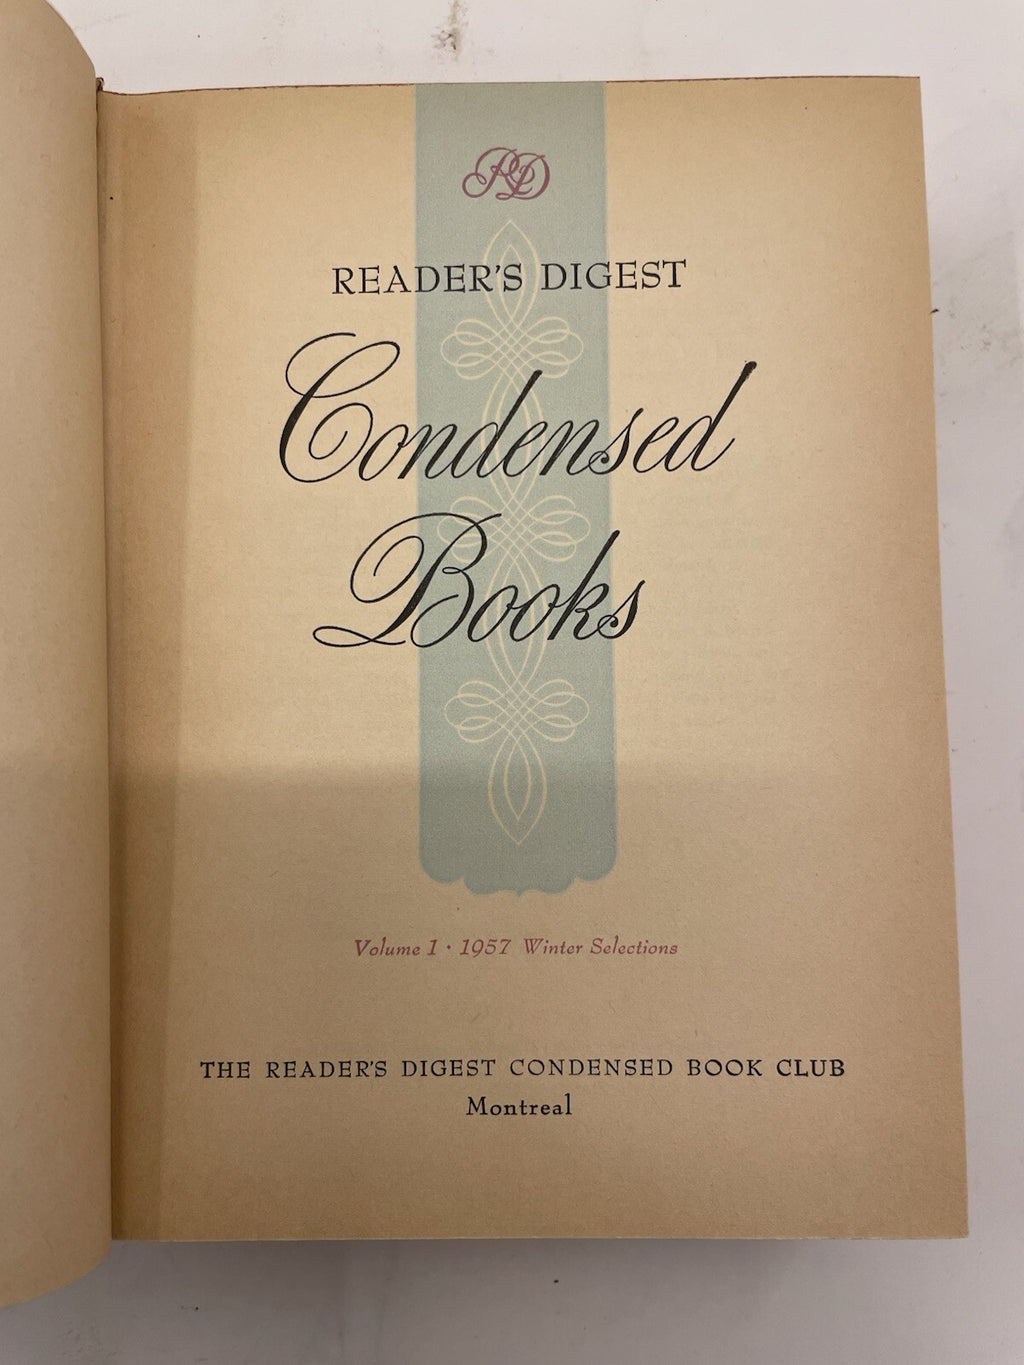 RD
READER'S DIGEST
Condensed
Books
Volume 1 · 1957 Winter Selections
THE READER'S DIGEST CONDENSED BOOK CLUB
Montreal